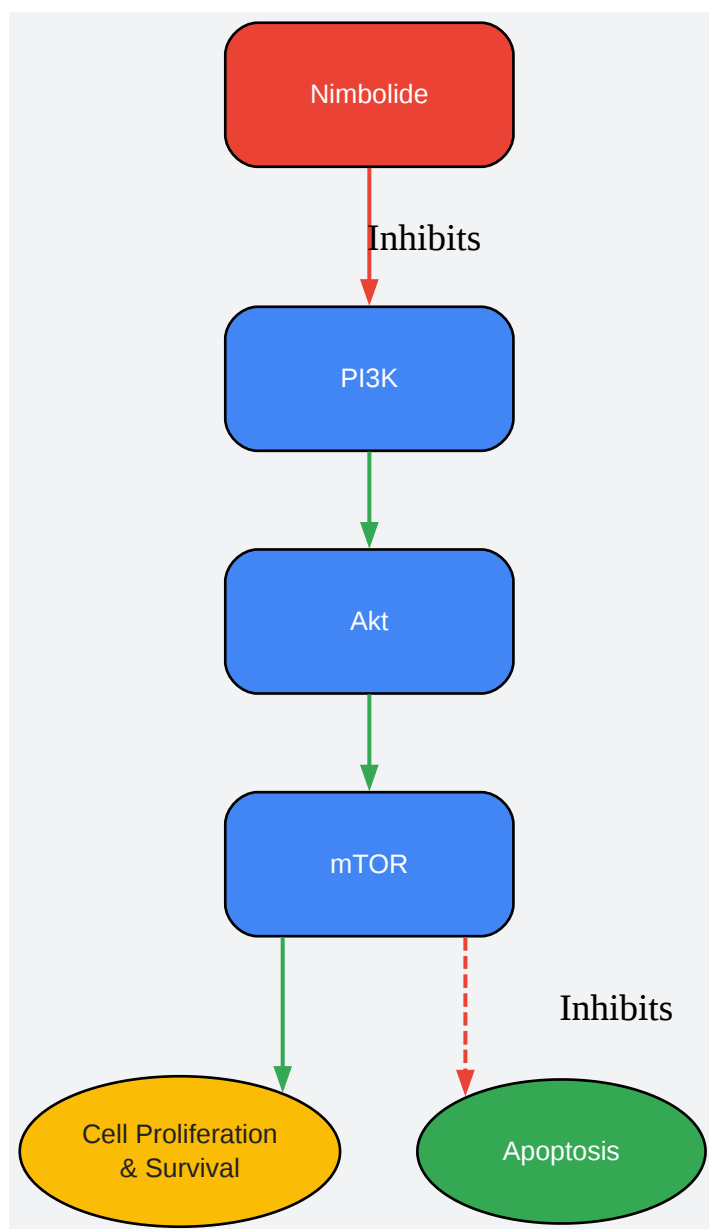 Nimbolide
Inhibits
PI3K
Akt
mTOR
Inhibits
Cell Proliferation
& Survival
Apoptosis